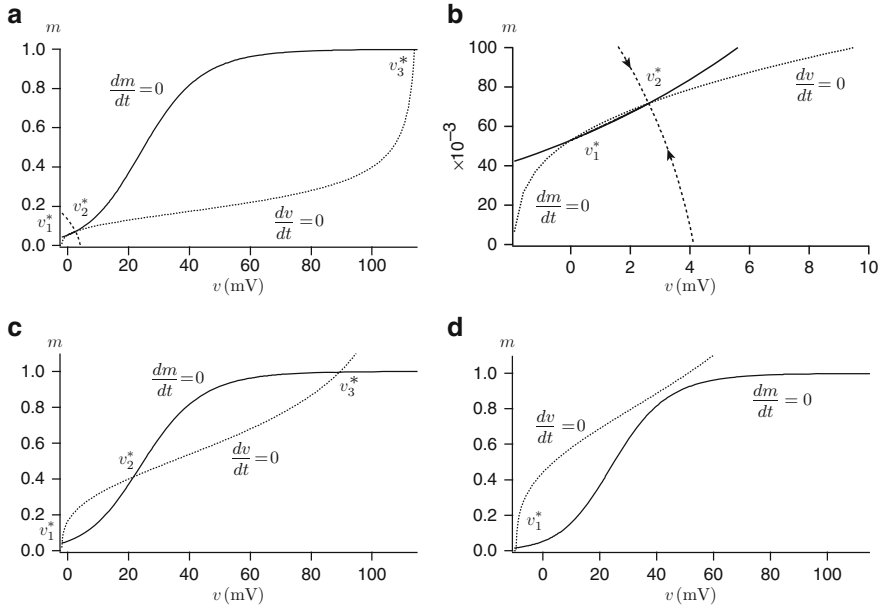 a
m
1.0
0.8
0.6
0.4
0.2
0.0
dm/dt = 0
v₃*
v₁*
v₂*
dv/dt = 0
0 20 40 60 80 100
v (mV)
b
m
×10⁻³
100
80
60
40
20
0
v₂*
dv/dt = 0
v₁*
dm/dt = 0
0 2 4 6 8 10
v (mV)
c
m
1.0
0.8
0.6
0.4
0.2
0.0
dm/dt = 0
v₃*
v₂*
dv/dt = 0
v₁*
0 20 40 60 80 100
v (mV)
d
m
1.0
0.8
0.6
0.4
0.2
0.0
dv/dt = 0
dm/dt = 0
v₁*
0 20 40 60 80 100
v (mV)